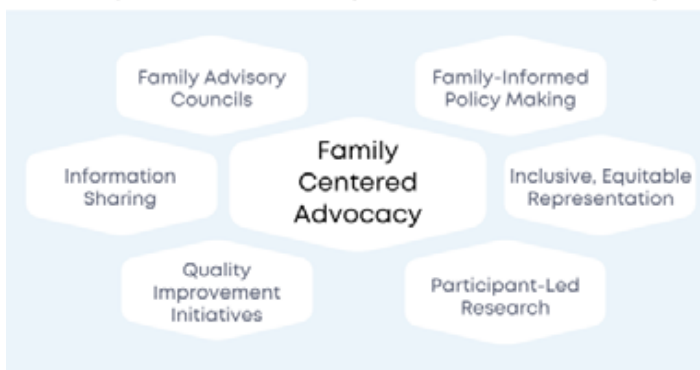 Family Advisory
Councils
Family-Informed
Policy Making
Family
Centered
Advocacy
Information
Sharing
Inclusive, Equitable
Representation
Quality
Improvement
Initiatives
Participant-Led
Research